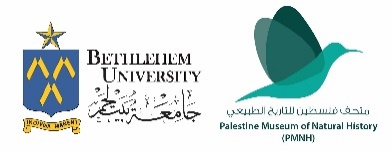 BETHLEHEM
UNIVERSITY
جامعة بيت لحم
متحف فلسطين للتاريخ الطبيعي
Palestine Museum of Natural History
(PMNH)